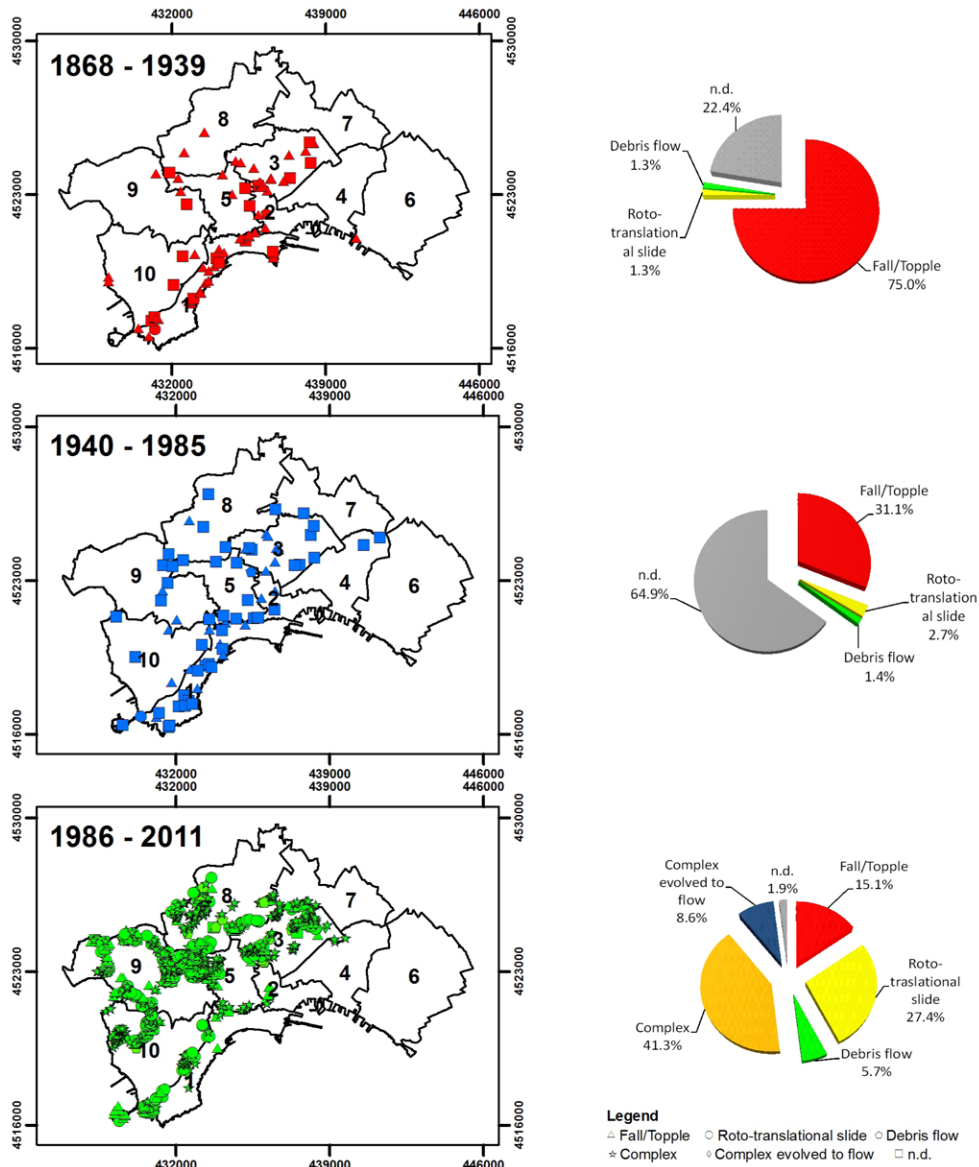 432000 439000 446000
4530000 4530000
1868 - 1939
8
7
3
4523000 9 5 4 6 4523000
2
10
1
4516000 4516000
432000 439000 446000
n.d.
22.4%
Debris flow
1.3%
Roto-
translation
al slide
1.3%
Fall/Topple
75.0%
432000 439000 446000
4530000 4530000
1940 - 1985
8
7
3
4523000 9 5 4 6 4523000
2
10
1
4516000 4516000
432000 439000 446000
Fall/Topple
31.1%
n.d.
64.9%
Roto-
translation
al slide
2.7%
Debris flow
1.4%
432000 439000 446000
4530000 4530000
1986 - 2011
8
7
3
4523000 9 5 4 6 4523000
2
10
1
4516000 4516000
432000 439000 446000
Complex
evolved to
flow
8.6%
n.d.
1.9%
Fall/Topple
15.1%
Roto-
traslational
slide
27.4%
Complex
41.3%
Debris flow
5.7%
Legend
Fall/Topple Roto-translational slide Debris flow
Complex Complex evolved to flow n.d.